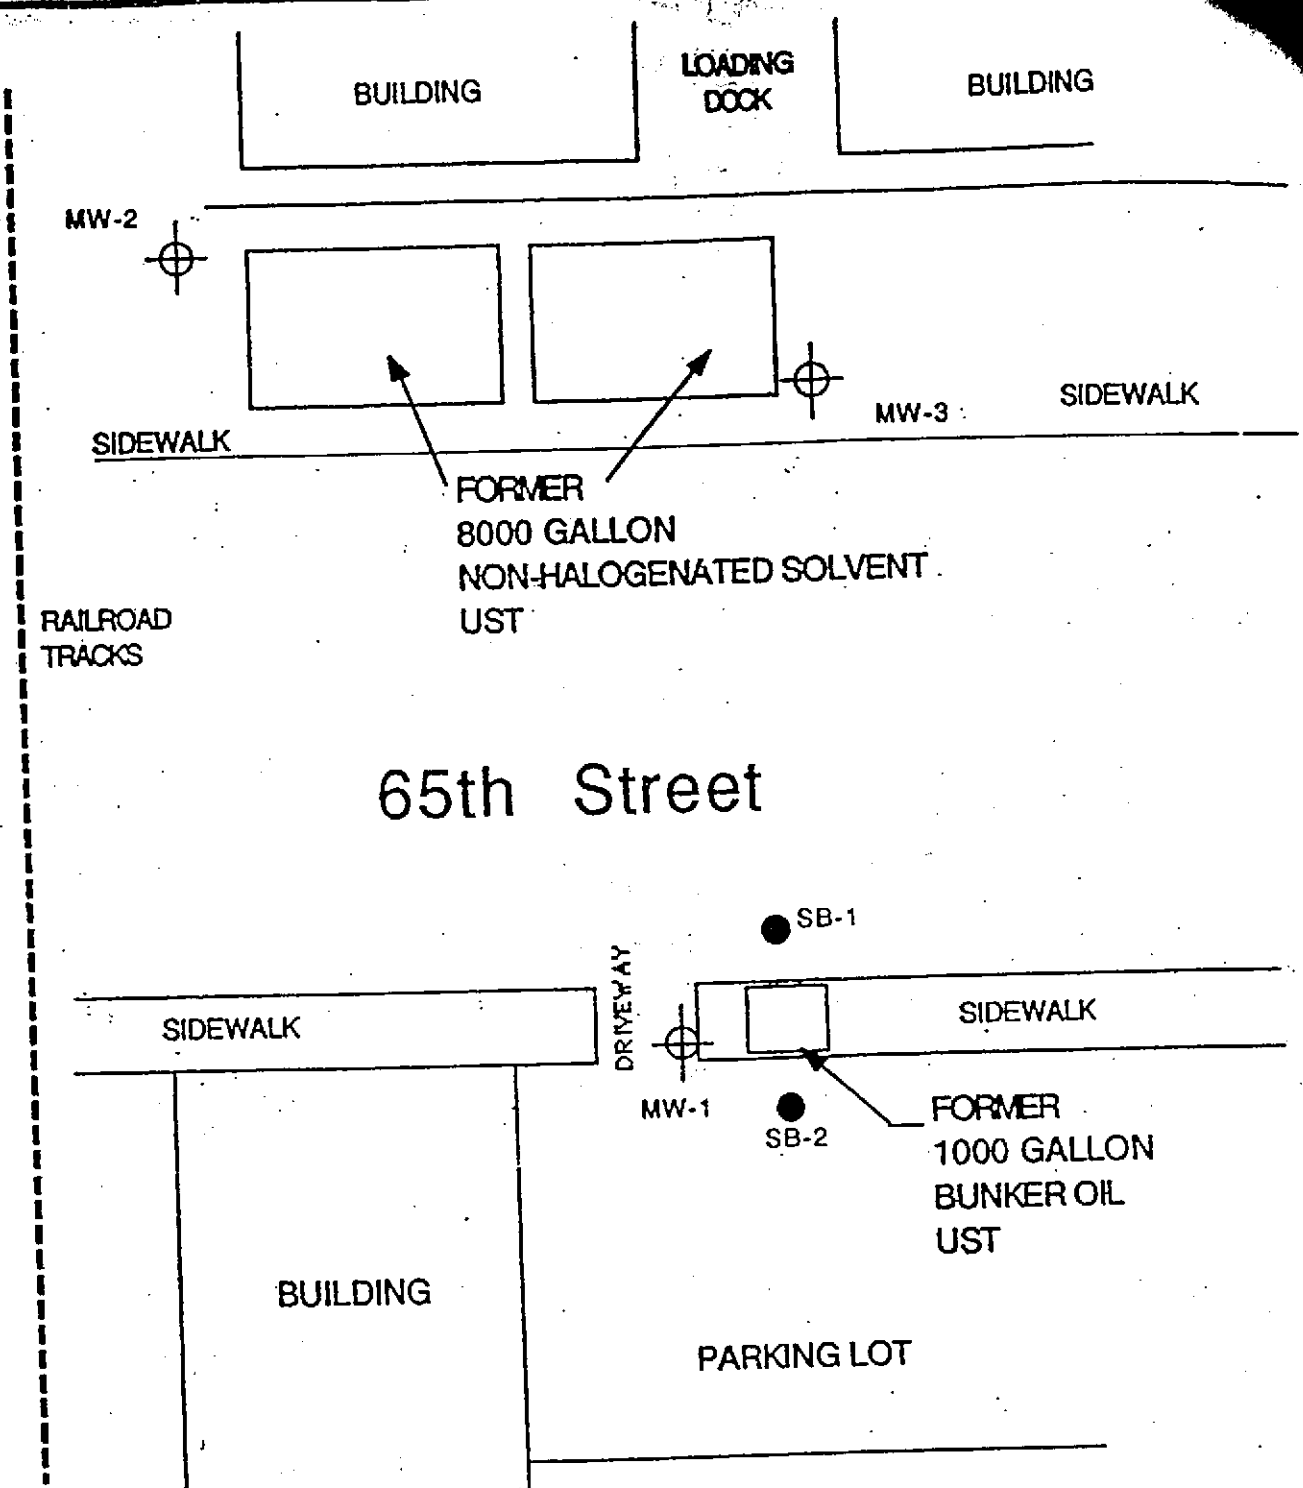 BUILDING
LOADING
DOCK
BUILDING
MW-2
MW-3
SIDEWALK
SIDEWALK
FORMER
8000 GALLON
NON-HALOGENATED SOLVENT
UST
RAILROAD
TRACKS
65th Street
SB-1
DRIVEWAY
SIDEWALK
SIDEWALK
MW-1
SB-2
FORMER
1000 GALLON
BUNKER OIL
UST
BUILDING
PARKING LOT